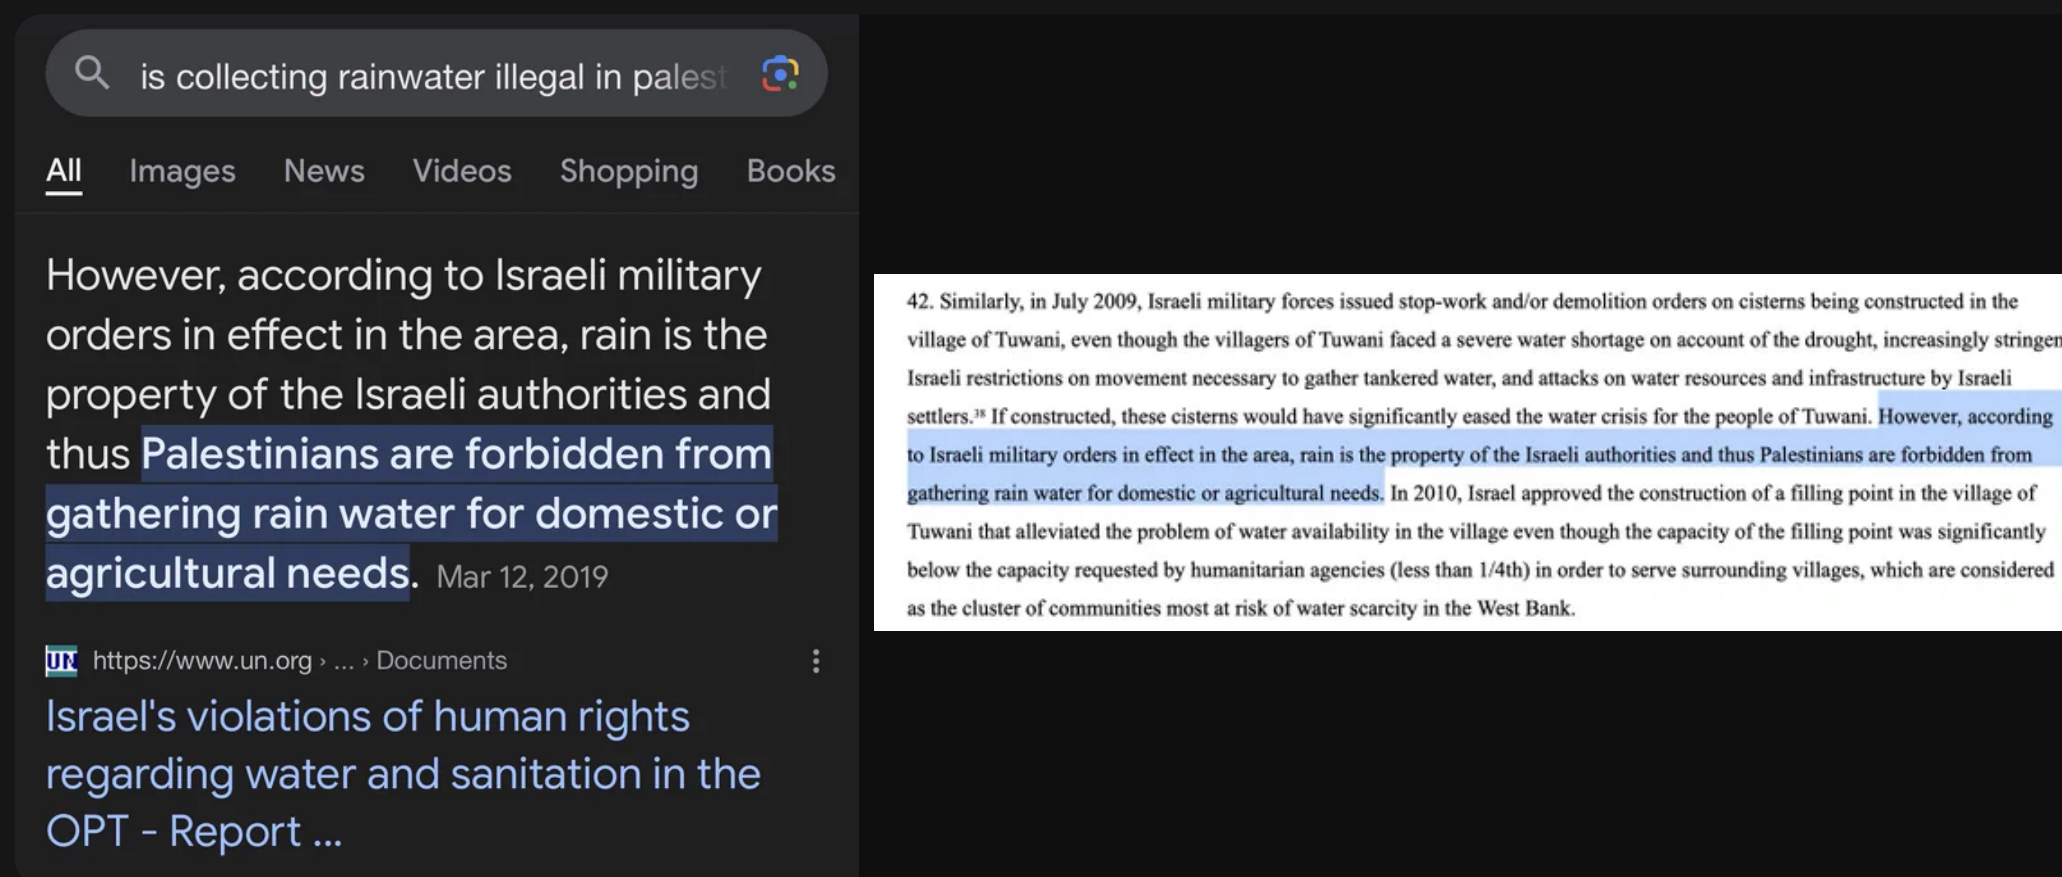 is collecting rainwater illegal in palest
All Images News Videos Shopping Books
However, according to Israeli military
orders in effect in the area, rain is the
property of the Israeli authorities and
thus Palestinians are forbidden from
gathering rain water for domestic or
agricultural needs. Mar 12, 2019
UN https://www.un.org › ... › Documents
Israel's violations of human rights
regarding water and sanitation in the
OPT - Report ...
42. Similarly, in July 2009, Israeli military forces issued stop-work and/or demolition orders on cisterns being constructed in the
village of Tuwani, even though the villagers of Tuwani faced a severe water shortage on account of the drought, increasingly stringen
Israeli restrictions on movement necessary to gather tankered water, and attacks on water resources and infrastructure by Israeli
settlers.³⁸ If constructed, these cisterns would have significantly eased the water crisis for the people of Tuwani. However, according
to Israeli military orders in effect in the area, rain is the property of the Israeli authorities and thus Palestinians are forbidden from
gathering rain water for domestic or agricultural needs. In 2010, Israel approved the construction of a filling point in the village of
Tuwani that alleviated the problem of water availability in the village even though the capacity of the filling point was significantly
below the capacity requested by humanitarian agencies (less than 1/4th) in order to serve surrounding villages, which are considered
as the cluster of communities most at risk of water scarcity in the West Bank.